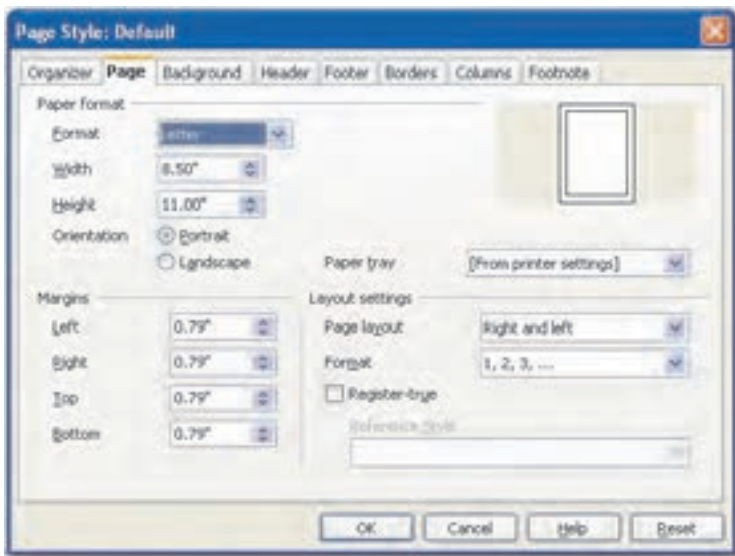 Page Style: Default
Organizer Page Background Header Footer Borders Columns Footnote
Paper format
Format Letter
Width 8.50"
Height 11.00"
Orientation Portrait
Landscape
Paper tray [From printer settings]
Margins
Left 0.79"
Right 0.79"
Top 0.79"
Bottom 0.79"
Layout settings
Page layout Right and left
Format 1, 2, 3, ...
Register-true
Reference Style
OK Cancel Help Reset